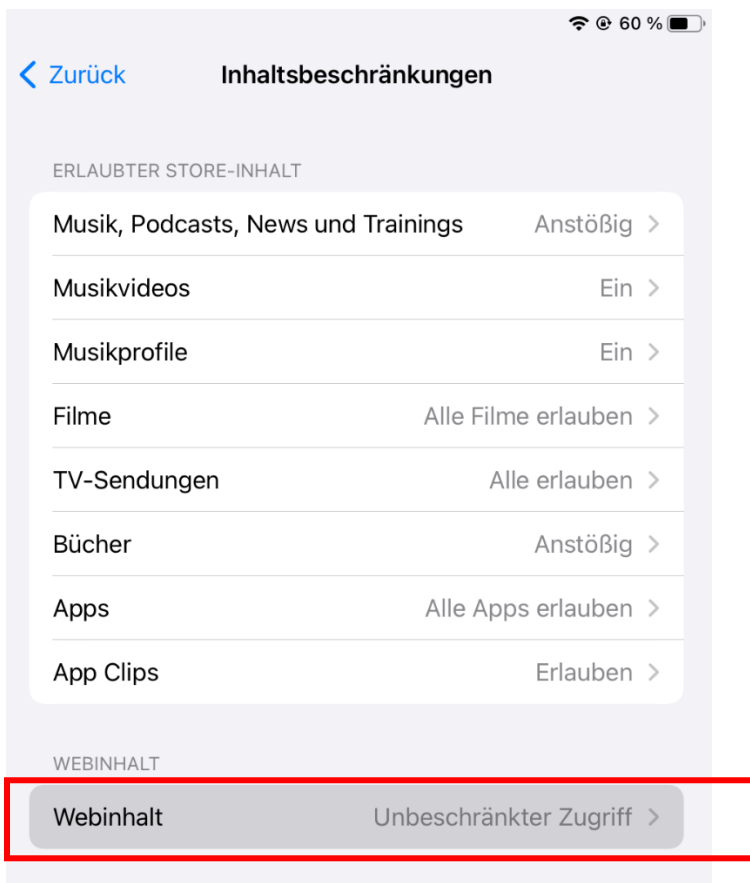 60 %
Zurück
Inhaltsbeschränkungen
ERLAUBTER STORE-INHALT
Musik, Podcasts, News und Trainings Anstößig
Musikvideos Ein
Musikprofile Ein
Filme Alle Filme erlauben
TV-Sendungen Alle erlauben
Bücher Anstößig
Apps Alle Apps erlauben
App Clips Erlauben
WEBINHALT
Webinhalt Unbeschränkter Zugriff